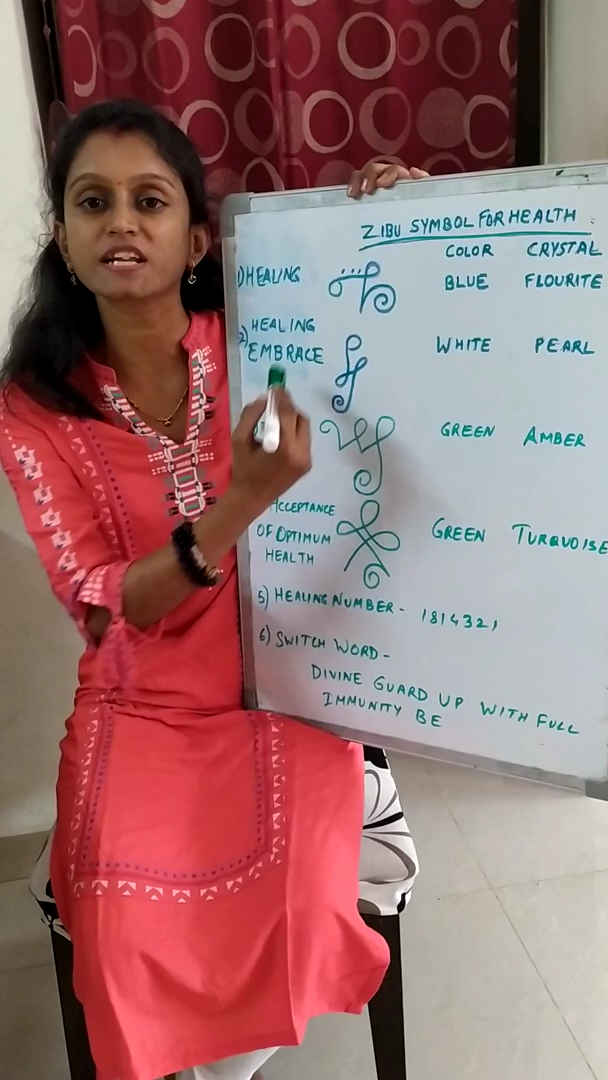 ZIBU SYMBOL FOR HEALTH
COLOR CRYSTAL
1) HEALING BLUE FLOURITE
2) HEALING
EMBRACE WHITE PEARL
GREEN AMBER
ACCEPTANCE
OF OPTIMUM GREEN TURQUOISE
HEALTH
5) HEALING NUMBER - 1814321
6) SWITCH WORD -
DIVINE GUARD UP WITH FULL
IMMUNITY BE